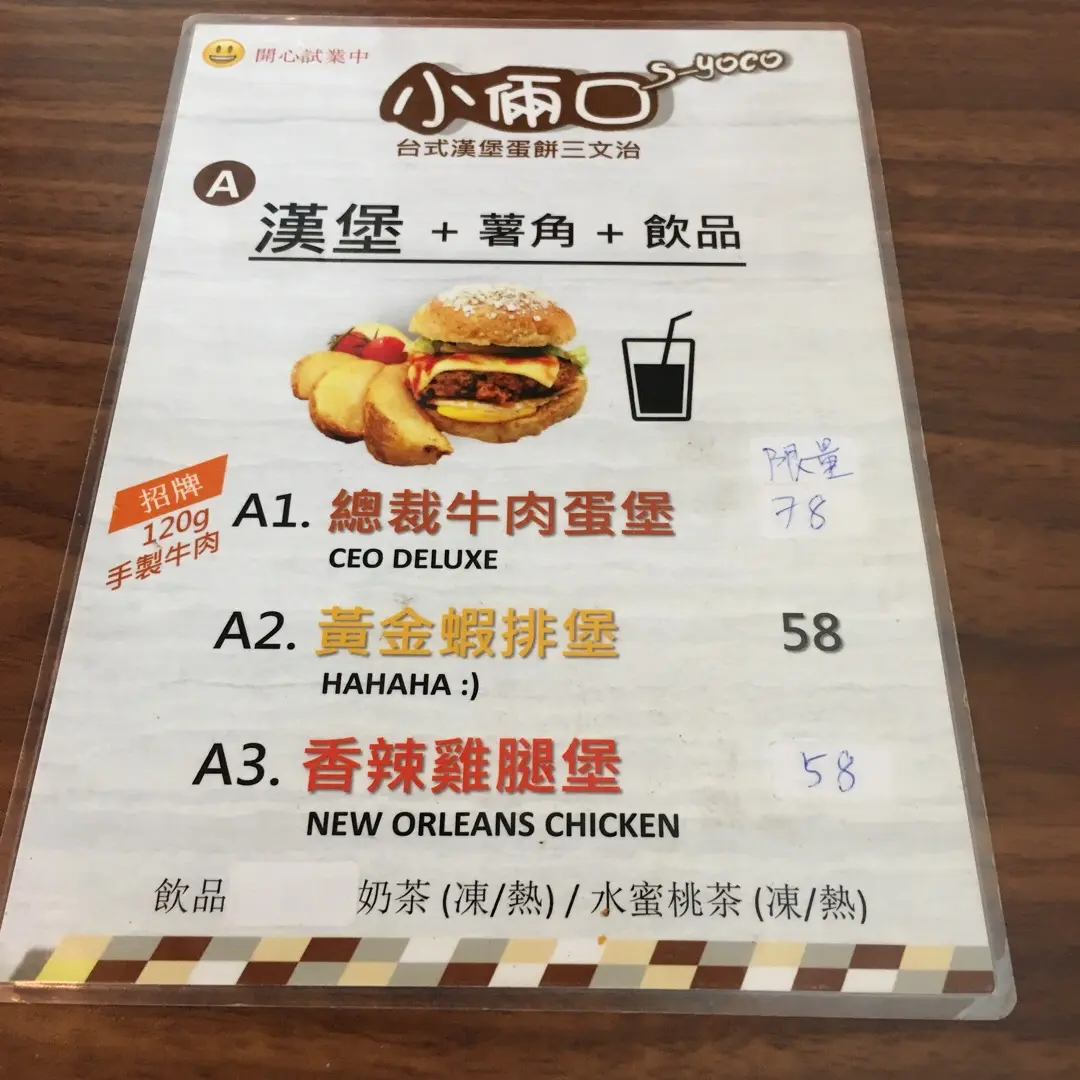 開心試業中
小倆口 s-yoco
台式漢堡蛋餅三文治
A
漢堡 + 薯角 + 飲品
限量
招牌
120g
手製牛肉
A1. 總裁牛肉蛋堡 78
CEO DELUXE
A2. 黃金蝦排堡 58
HAHAHA :)
A3. 香辣雞腿堡 58
NEW ORLEANS CHICKEN
飲品 奶茶 (凍/熱) / 水蜜桃茶 (凍/熱)